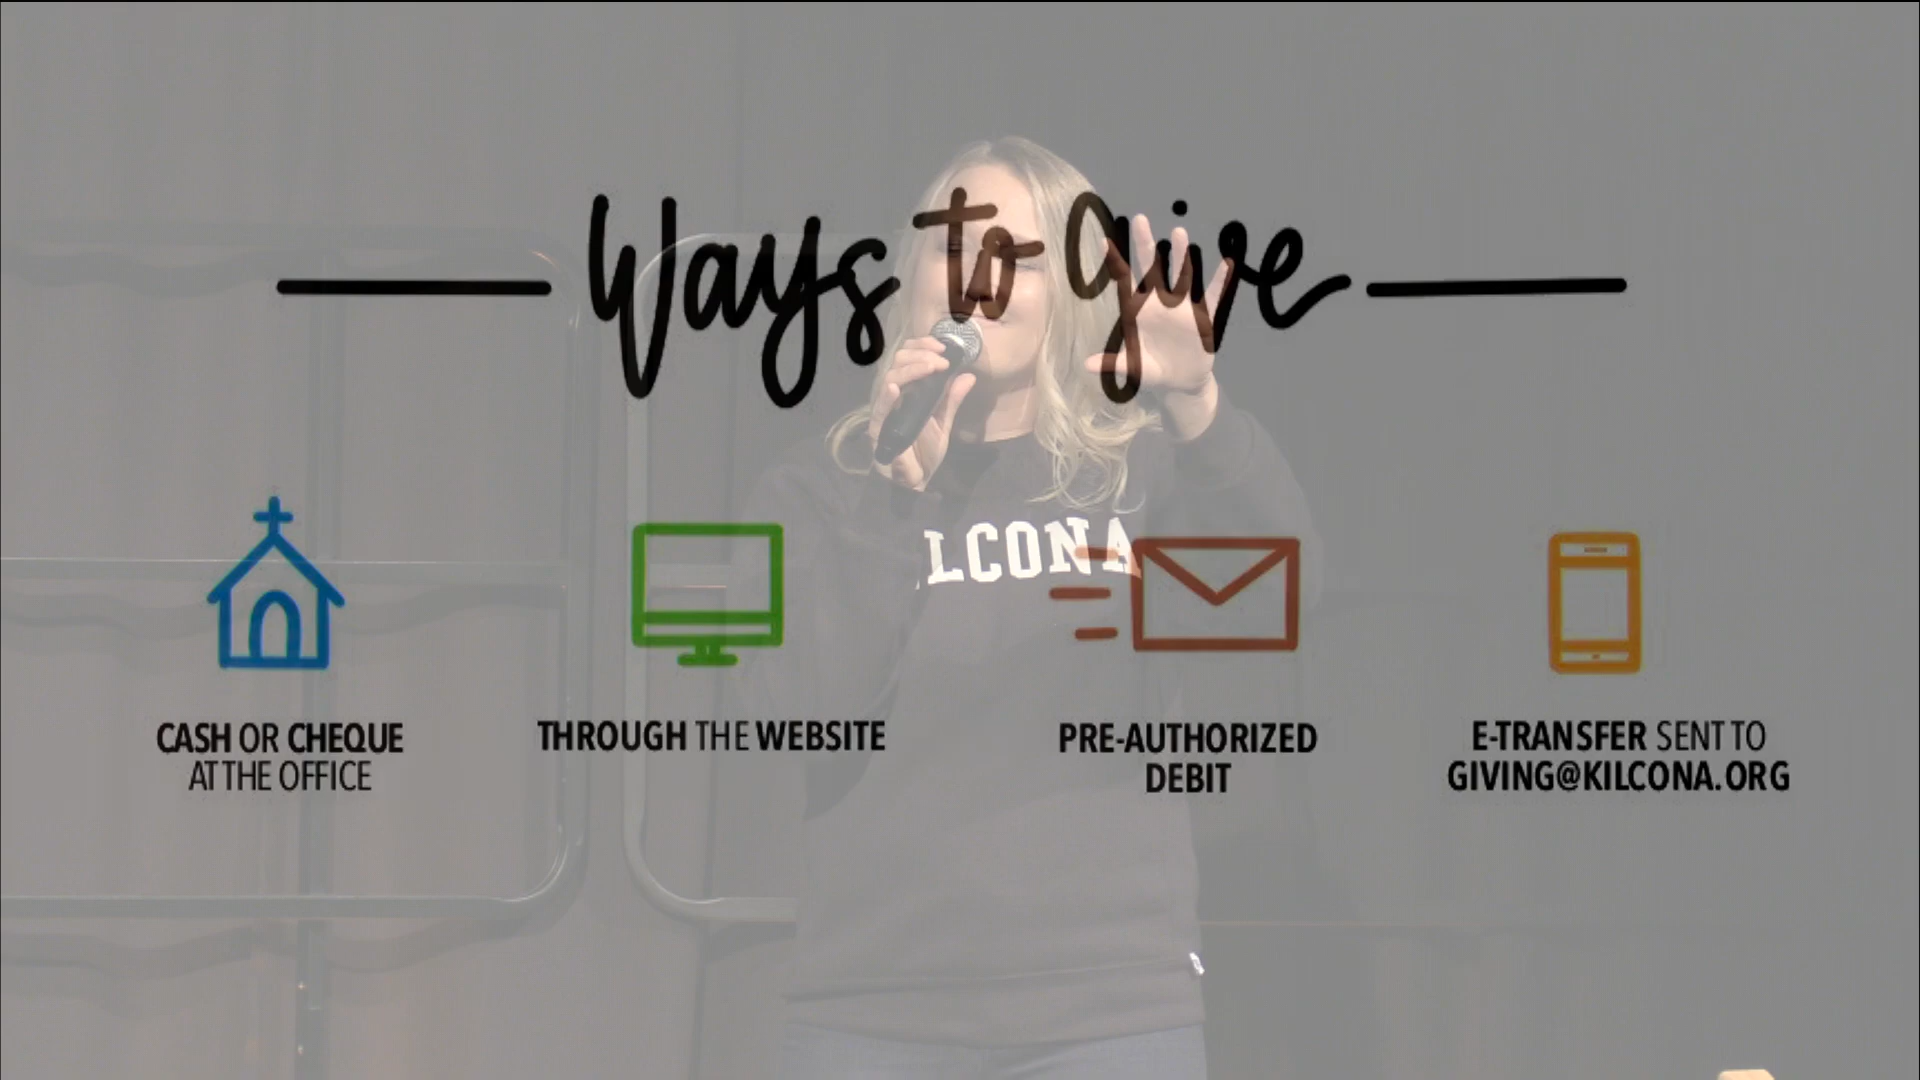 Ways to give
ILCONA
CASH OR CHEQUE
AT THE OFFICE
THROUGH THE WEBSITE
PRE-AUTHORIZED
DEBIT
E-TRANSFER SENT TO
GIVING@KILCONA.ORG